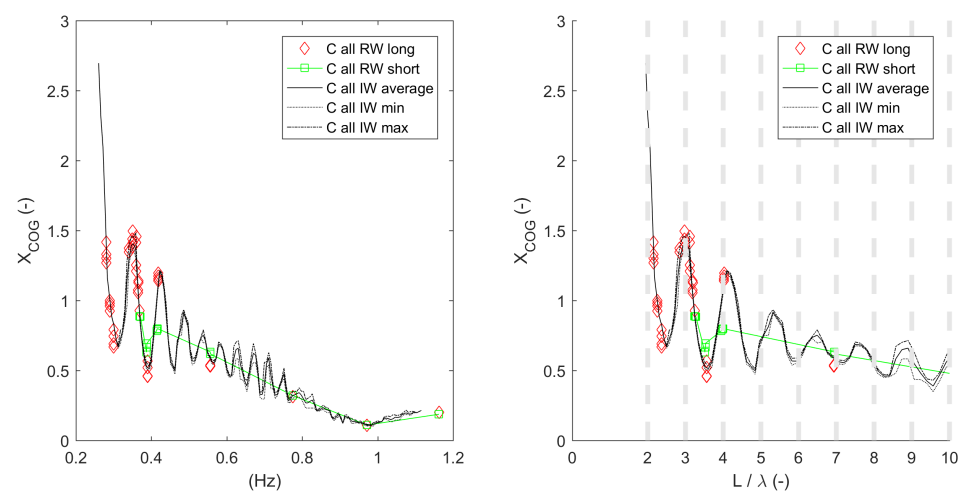 3
2.5
2
1.5
1
0.5
0
X_COG (-)
C all RW long
C all RW short
C all IW average
C all IW min
C all IW max
0.2 0.4 0.6 0.8 1 1.2
(Hz)
3
2.5
2
1.5
1
0.5
0
X_COG (-)
C all RW long
C all RW short
C all IW average
C all IW min
C all IW max
0 2 3 4 5 6 7 8 9 10
L / λ (-)